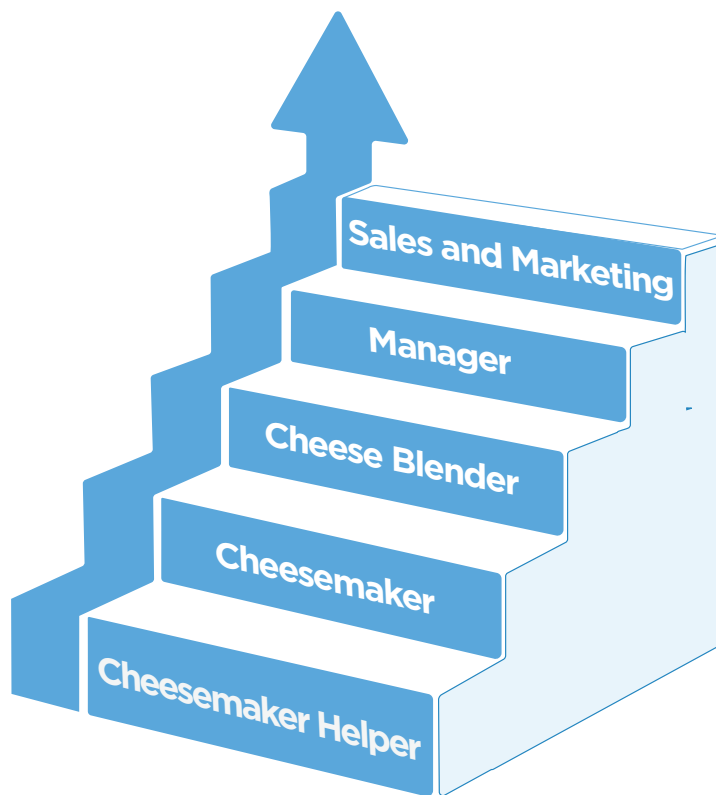 Sales and Marketing
Manager
Cheese Blender
Cheesemaker
Cheesemaker Helper